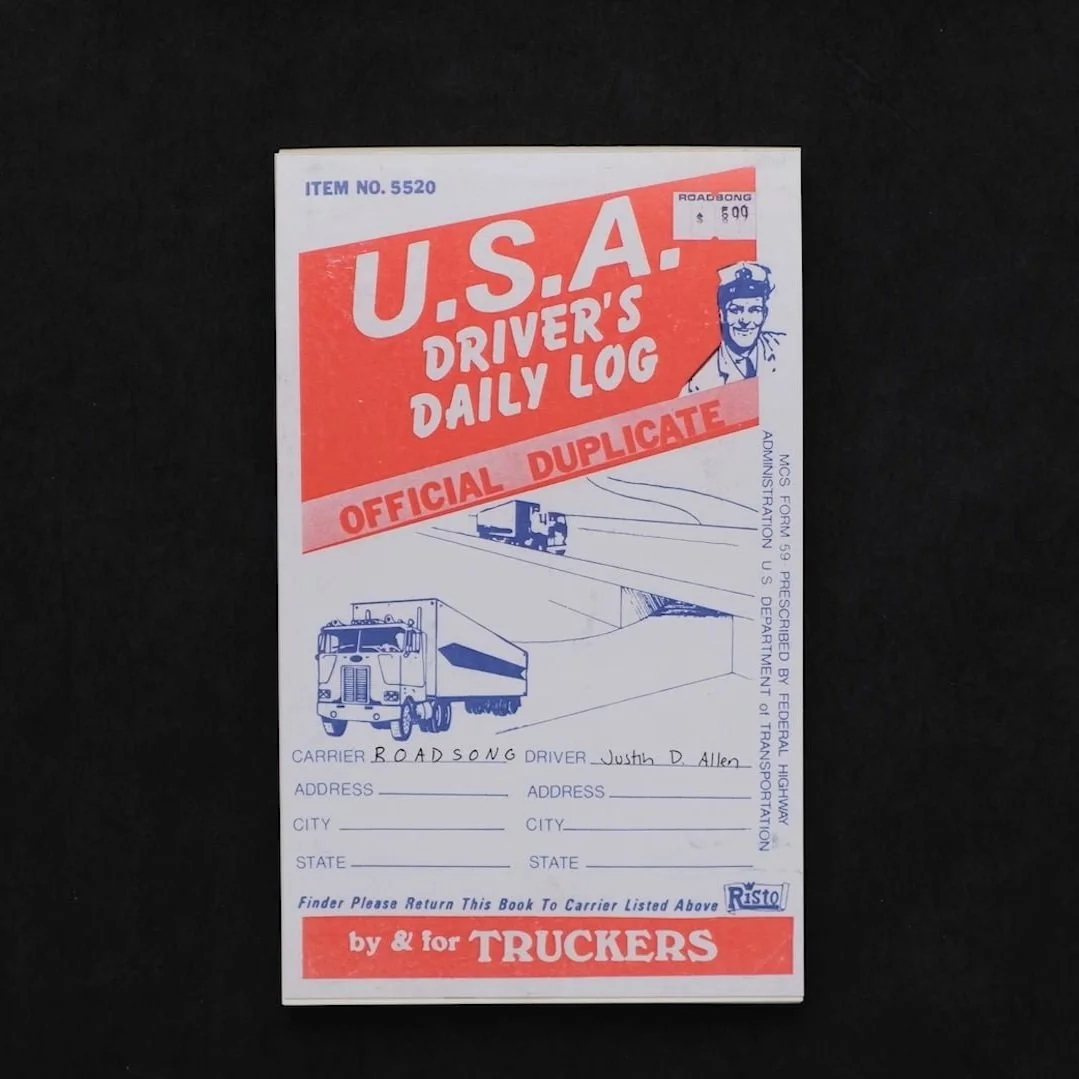 ITEM NO. 5520
ROADSONG
$ 5.00
U.S.A.
DRIVER'S
DAILY LOG
OFFICIAL DUPLICATE
MCS FORM 59 PRESCRIBED BY FEDERAL HIGHWAY
ADMINISTRATION U S DEPARTMENT of TRANSPORTATION
CARRIER ROADSONG DRIVER Justin D. Allen
ADDRESS ADDRESS
CITY CITY
STATE STATE
Finder Please Return This Book To Carrier Listed Above Risto
by & for TRUCKERS